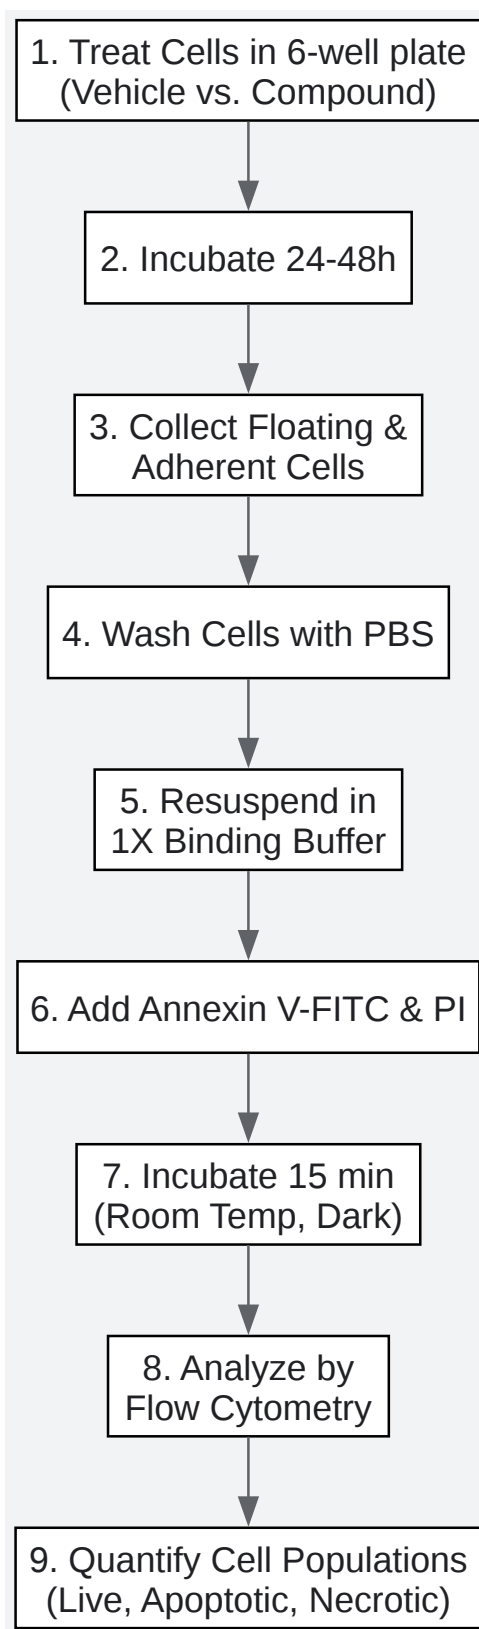 1. Treat Cells in 6-well plate
(Vehicle vs. Compound)
2. Incubate 24-48h
3. Collect Floating &
Adherent Cells
4. Wash Cells with PBS
5. Resuspend in
1X Binding Buffer
6. Add Annexin V-FITC & PI
7. Incubate 15 min
(Room Temp, Dark)
8. Analyze by
Flow Cytometry
9. Quantify Cell Populations
(Live, Apoptotic, Necrotic)